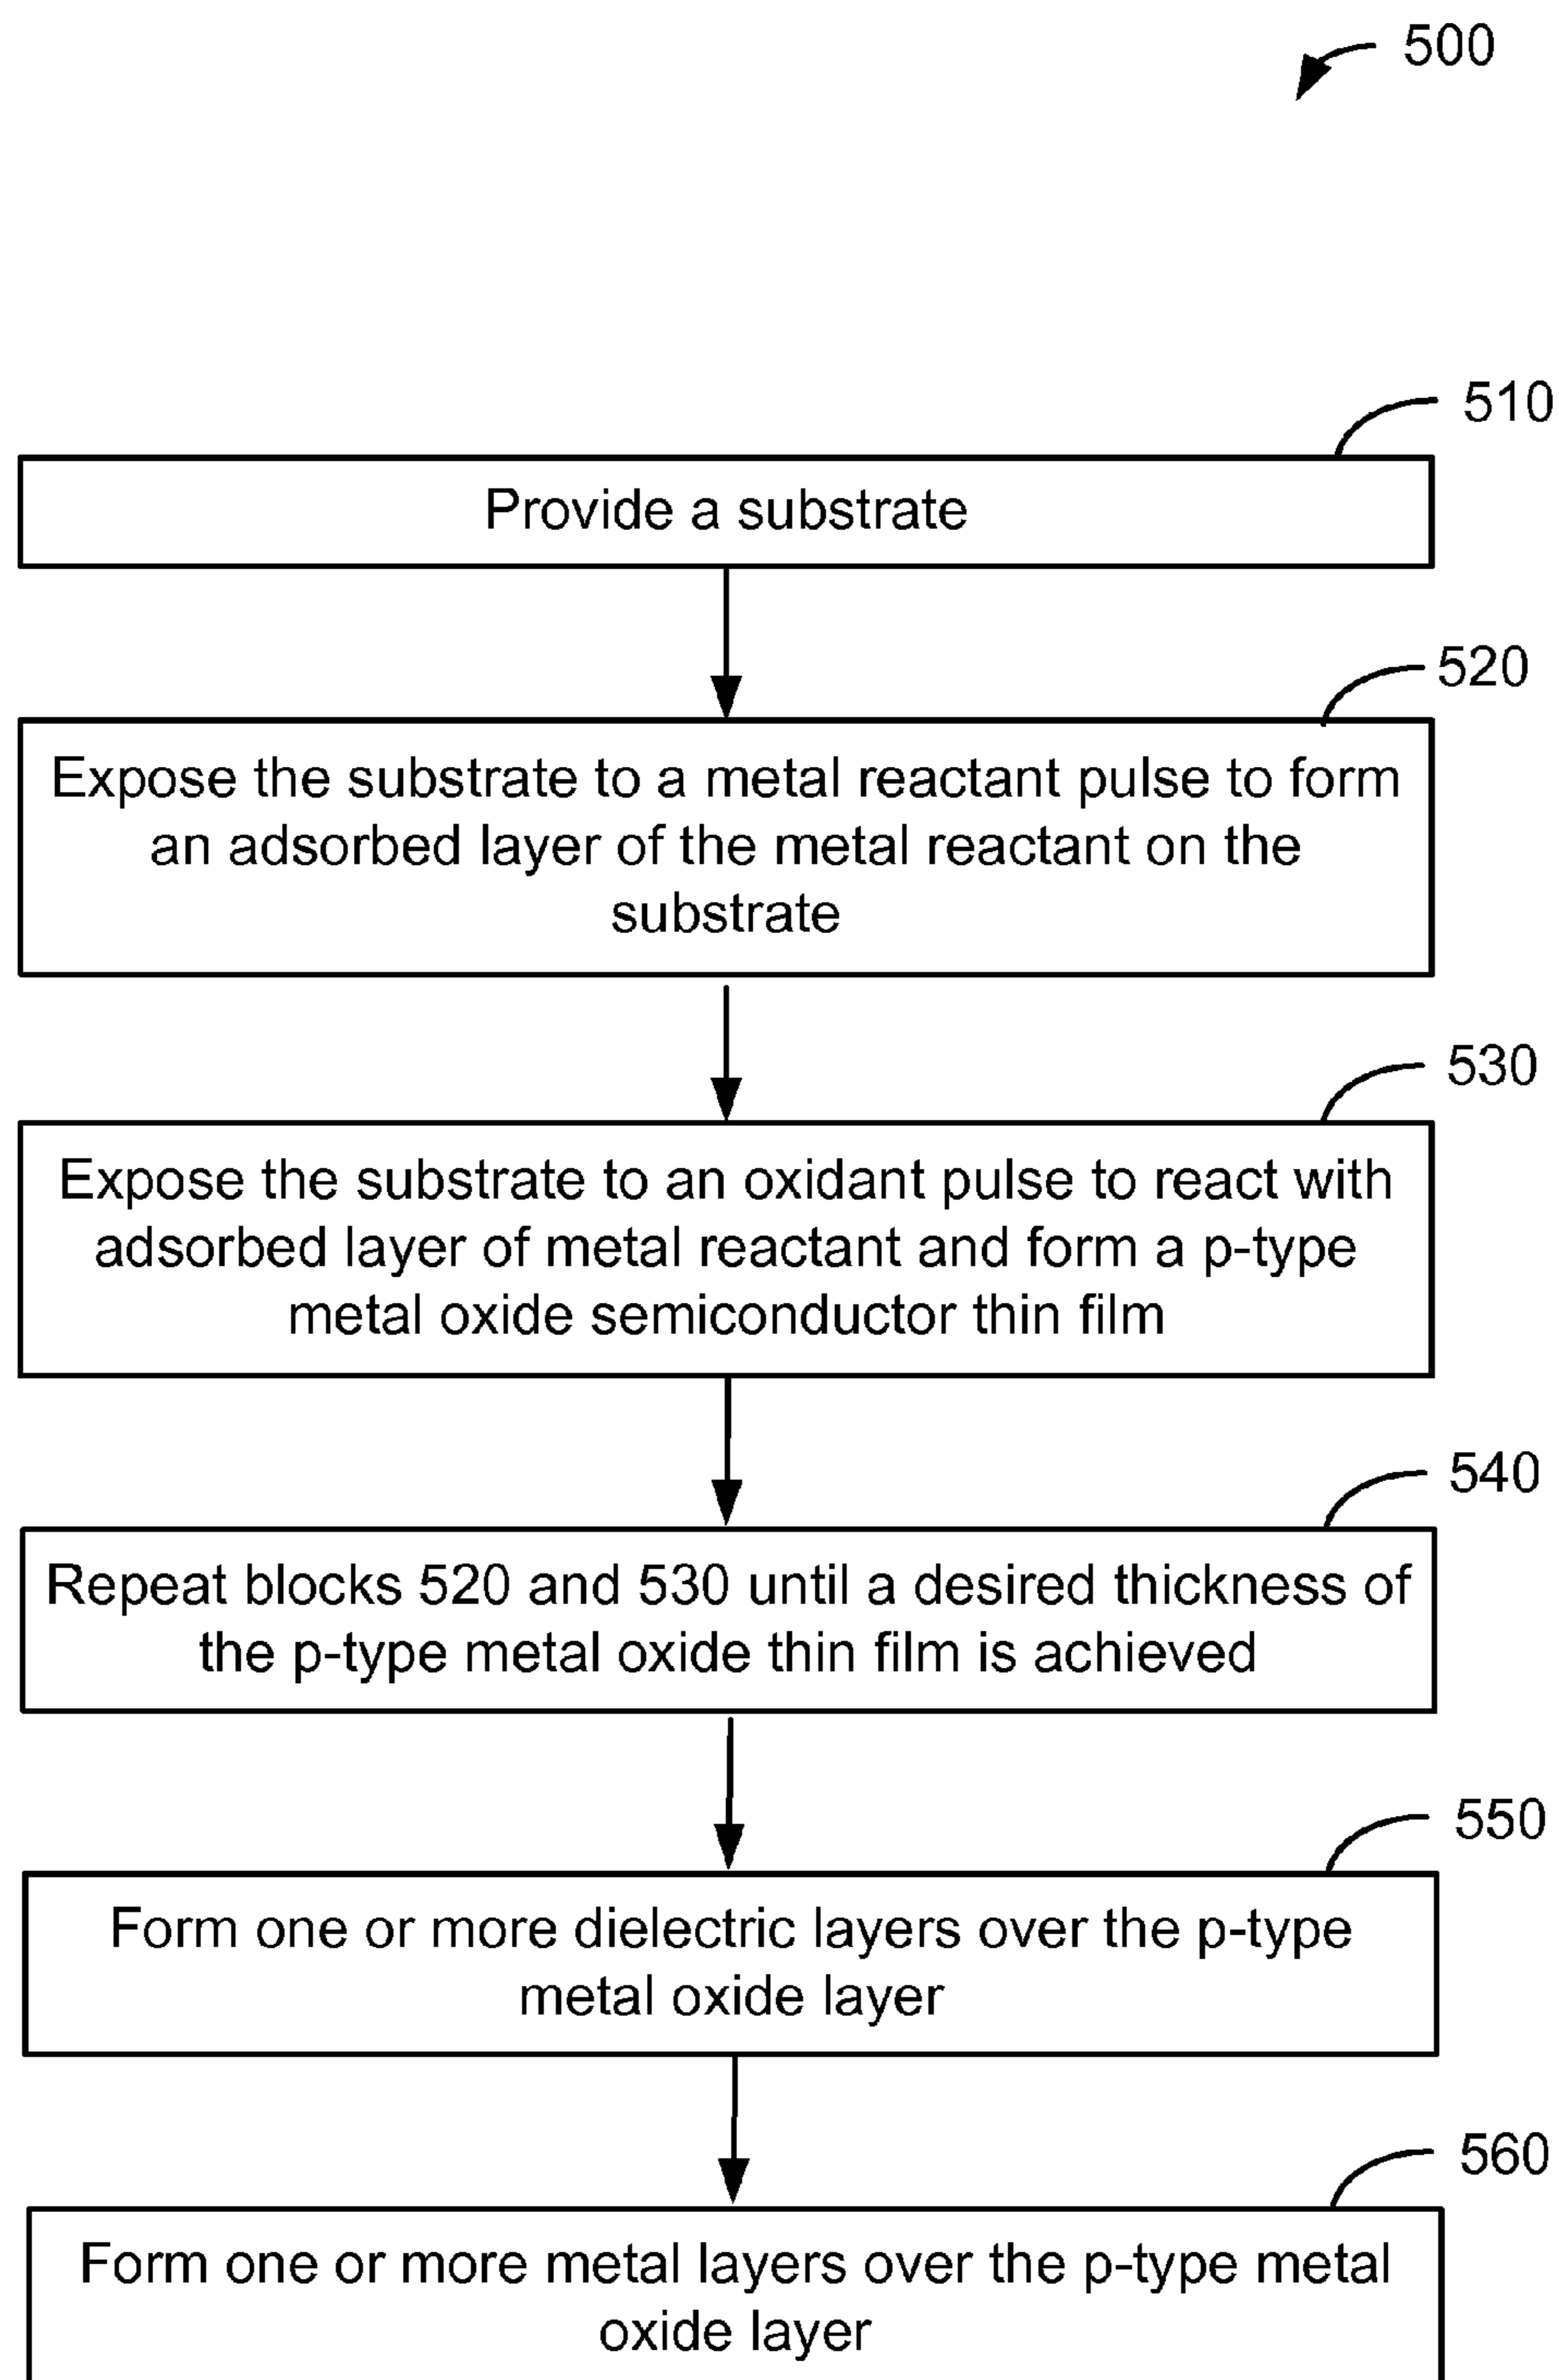 500
510
Provide a substrate
520
Expose the substrate to a metal reactant pulse to form
an adsorbed layer of the metal reactant on the
substrate
530
Expose the substrate to an oxidant pulse to react with
adsorbed layer of metal reactant and form a p-type
metal oxide semiconductor thin film
540
Repeat blocks 520 and 530 until a desired thickness of
the p-type metal oxide thin film is achieved
550
Form one or more dielectric layers over the p-type
metal oxide layer
560
Form one or more metal layers over the p-type metal
oxide layer